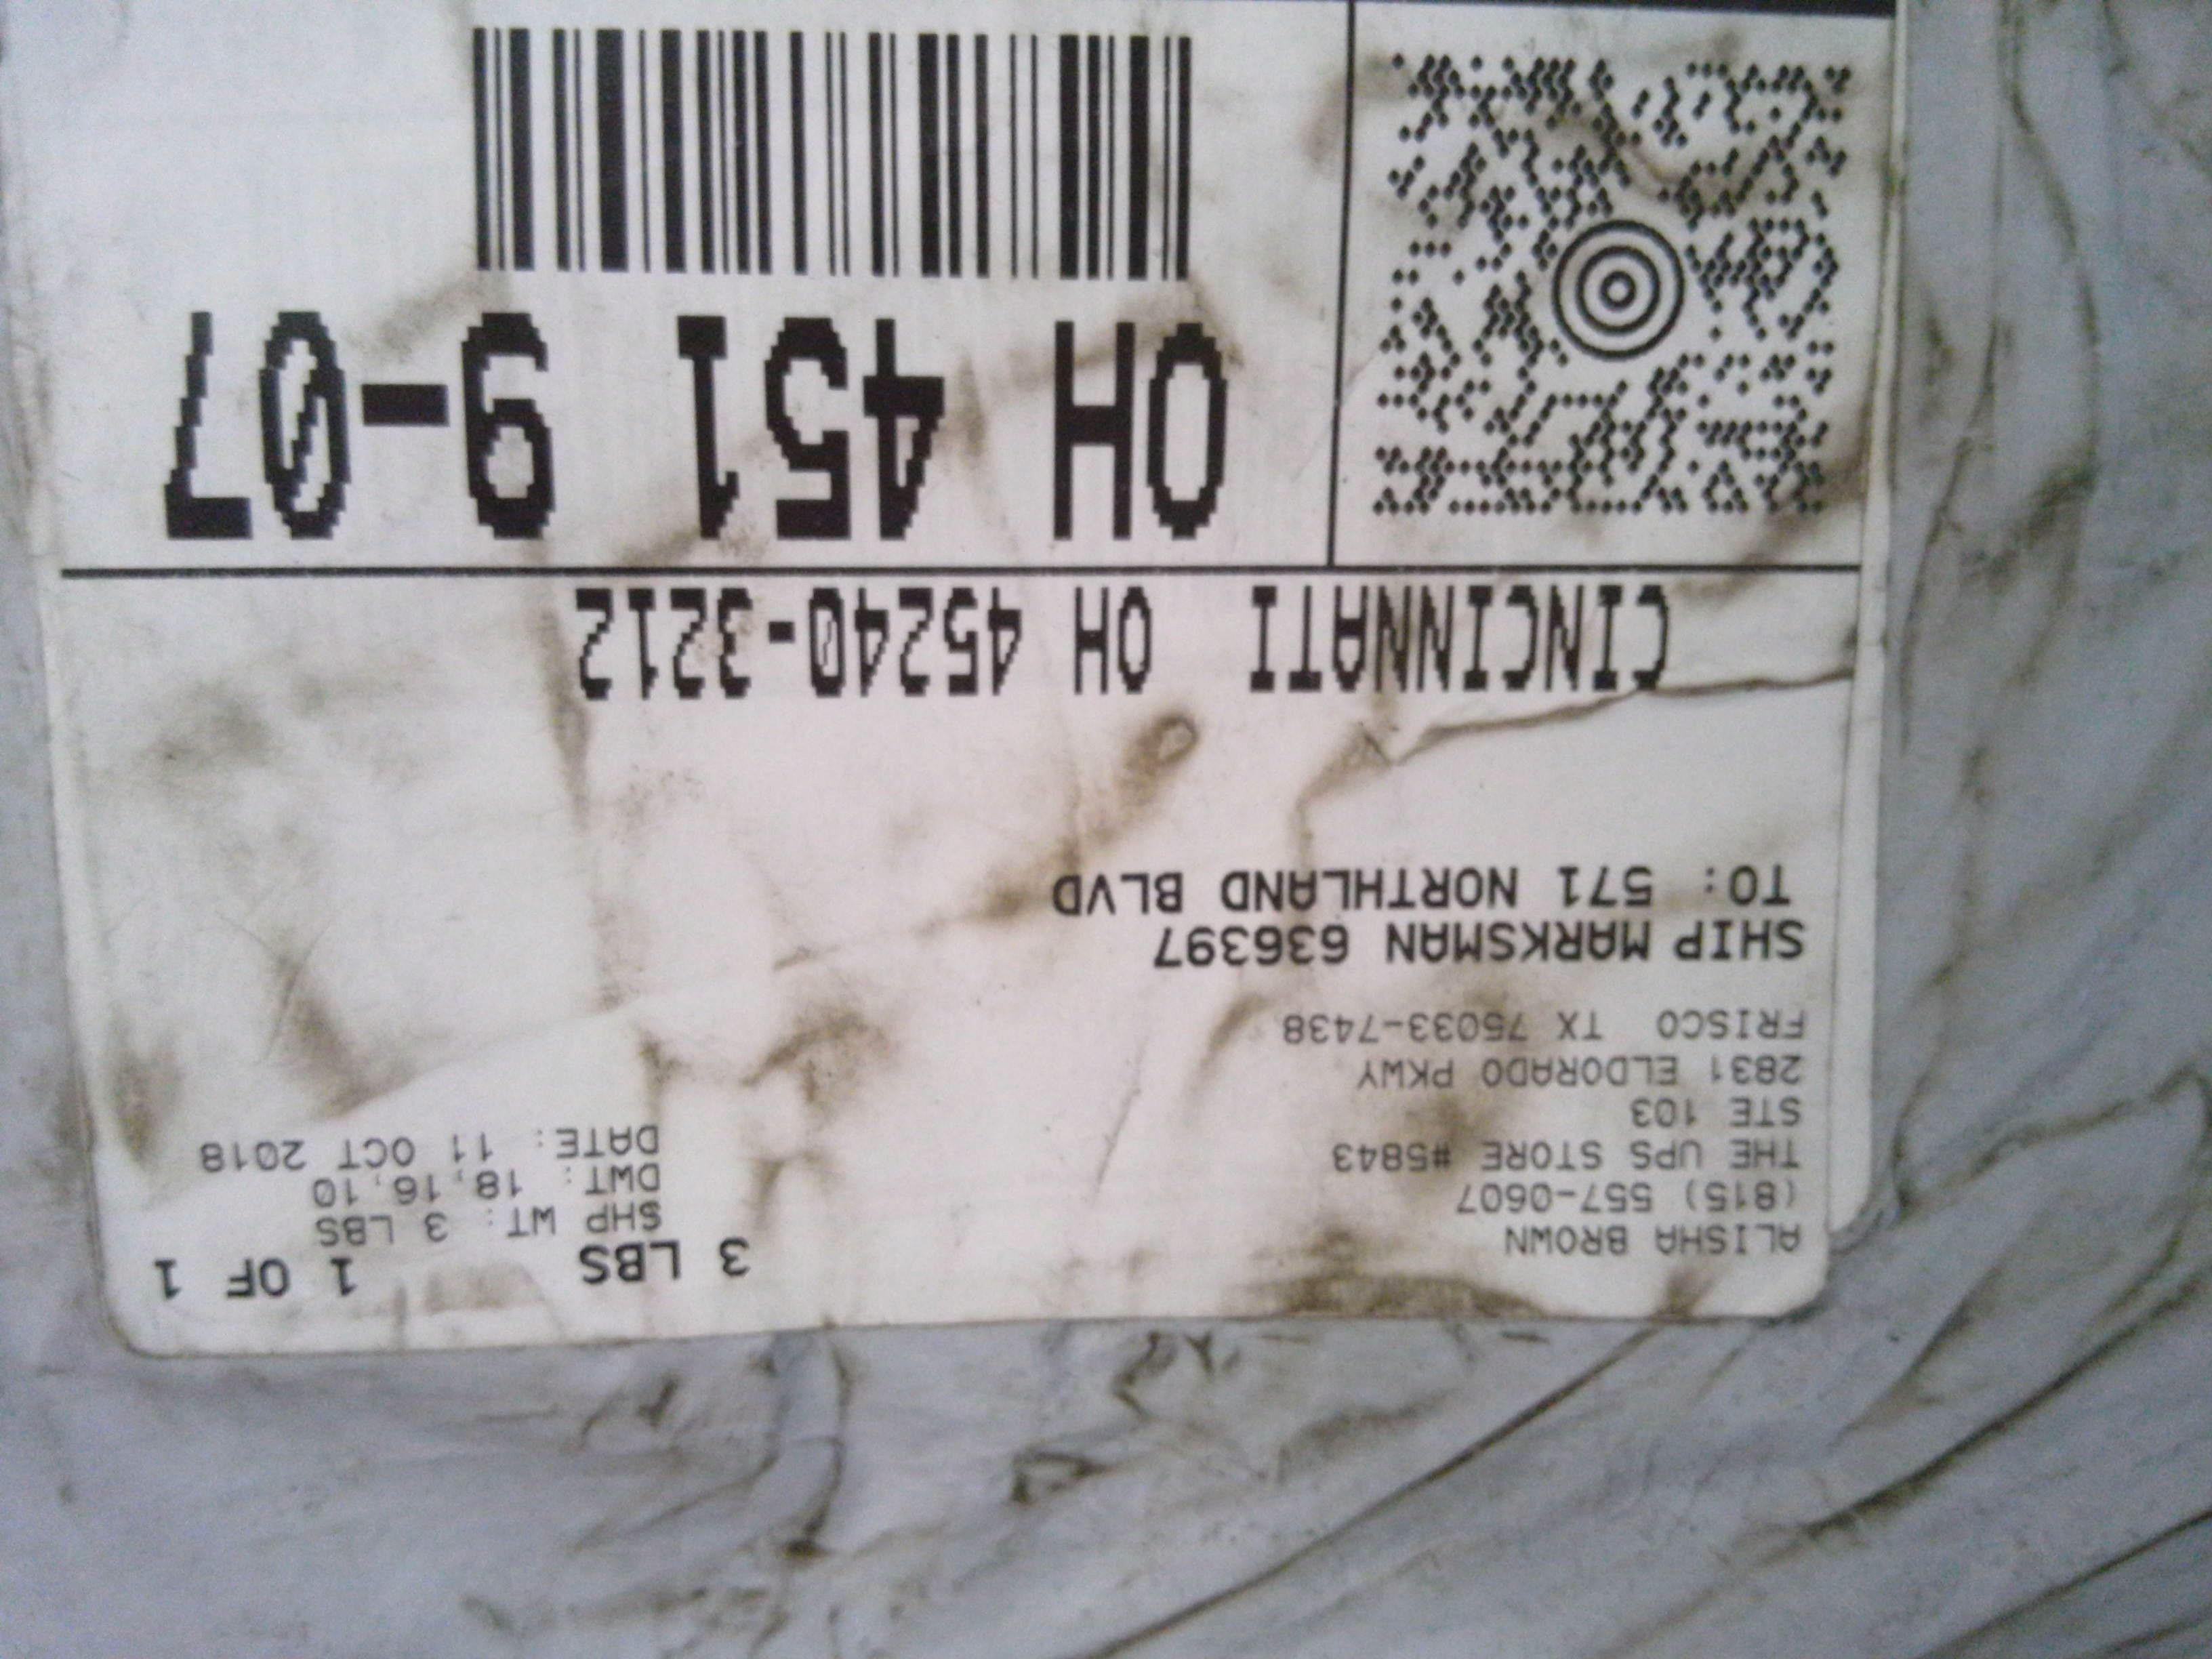 ALISHA BROWN
(815) 557-0607
THE UPS STORE #5843
STE 103
2831 ELDORADO PKWY
FRISCO TX 75033-7438
3 LBS 1 OF 1
SHP WT: 3 LBS
DWT: 18,16,10
DATE: 11 OCT 2018
SHIP MARKSMAN 636397
TO: 571 NORTHLAND BLVD
CINCINNATI OH 45240-3212
OH 451 9-07